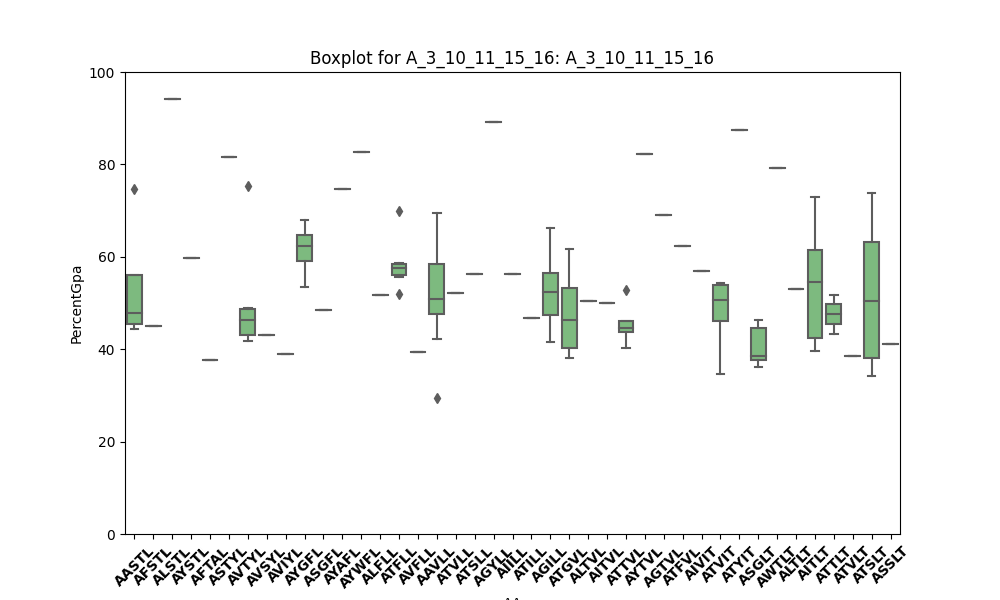 Boxplot for A_3_10_11_15_16: A_3_10_11_15_16
PercentGpa
100
80
60
40
20
0
AASTL
AFSTL
ALSTL
AYSTL
AFTAL
ASTYL
AVTYL
AVSYL
AVIYL
AYGFL
ASGFL
AYAFL
AYWFL
ALFLL
ATFLL
AVFLL
AAVLL
ATVLL
ATSLL
AGYLL
AIILL
ATILL
AGILL
ATGVL
ALTVL
AITVL
ATTVL
AYTVL
AGTVL
ATFVL
AIVIT
ATVIT
ATYIT
ASGLT
AWTLT
ALTLT
AITLT
ATTLT
ATVLT
ATSLT
ASSLT